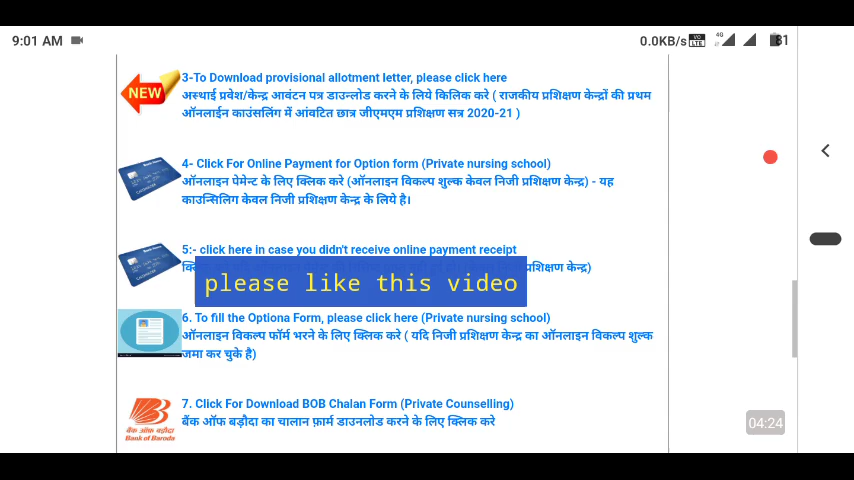 9:01 AM
0.0KB/s VO LTE 4G 81
3-To Download provisional allotment letter, please click here
NEW
अस्थाई प्रवेश/केन्द्र आवंटन पत्र डाउन्लोड करने के लिये किलिक करे ( राजकीय प्रशिक्षण केन्द्रों की प्रथम
ऑनलाईन काउंसलिंग में आंवटित छात्र जीएमएम प्रशिक्षण सत्र 2020-21 )
4- Click For Online Payment for Option form (Private nursing school)
ऑनलाइन पेमेन्ट के लिए क्लिक करे (ऑनलाइन विकल्प शुल्क केवल निजी प्रशिक्षण केन्द्र) - यह
काउन्सिलिग केवल निजी प्रशिक्षण केन्द्र के लिये है।
5:- click here in case you didn't receive online payment receipt
प्रशिक्षण केन्द्र)
please like this video
6. To fill the Optiona Form, please click here (Private nursing school)
ऑनलाइन विकल्प फॉर्म भरने के लिए क्लिक करे ( यदि निजी प्रशिक्षण केन्द्र का ऑनलाइन विकल्प शुल्क
जमा कर चुके है)
7. Click For Download BOB Chalan Form (Private Counselling)
बैंक ऑफ बड़ौदा का चालान फ़ार्म डाउनलोड करने के लिए क्लिक करे
बैंक ऑफ़ बड़ौदा
Bank of Baroda
04:24